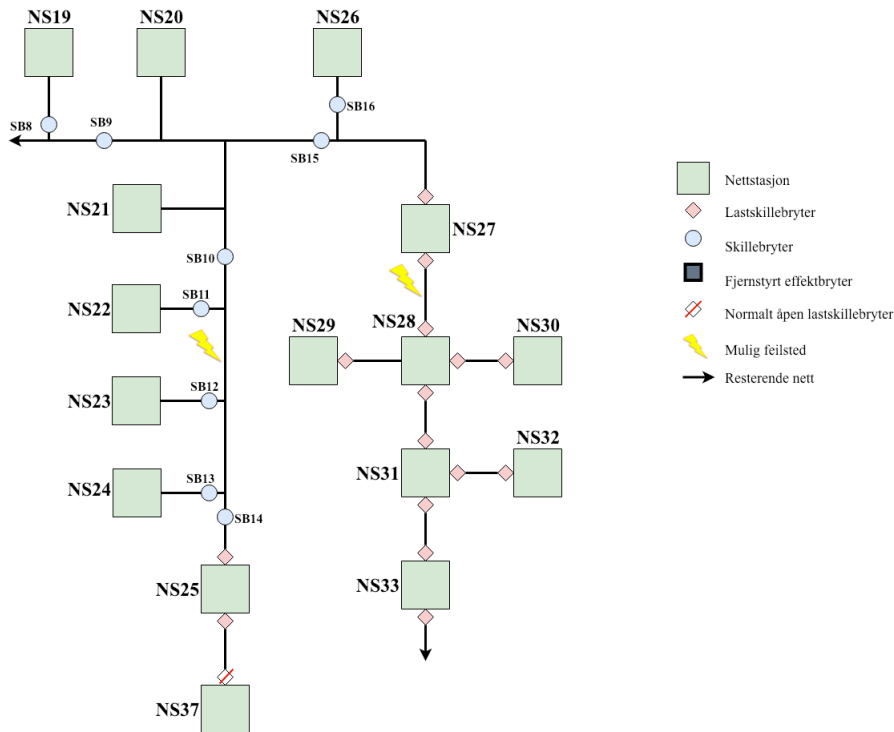 NS19
NS20
NS26
SB16
SB8
SB9
SB15
NS21
NS27
SB10
NS22
SB11
NS29
NS28
NS30
NS23
SB12
NS24
SB13
SB14
NS31
NS32
NS25
NS33
NS37
Nettstasjon
Lastskillebryter
Skillebryter
Fjernstyrt effektbryter
Normalt åpen lastskillebryter
Mulig feilsted
Resterende nett